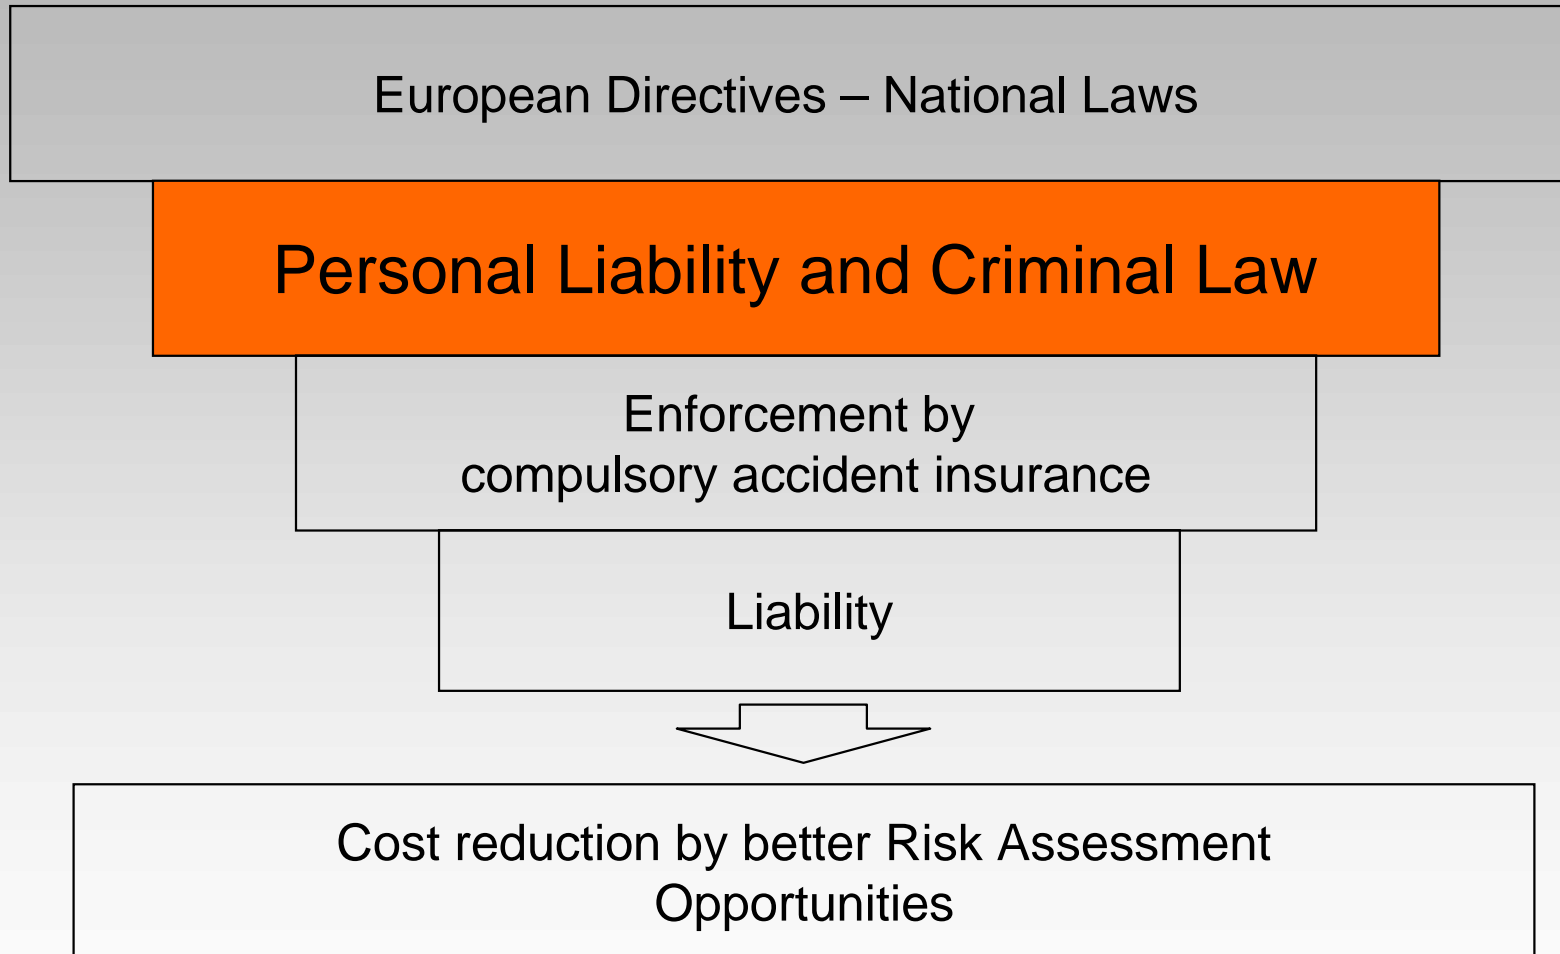 European Directives – National Laws
Personal Liability and Criminal Law
Enforcement by
compulsory accident insurance
Liability
Cost reduction by better Risk Assessment
Opportunities